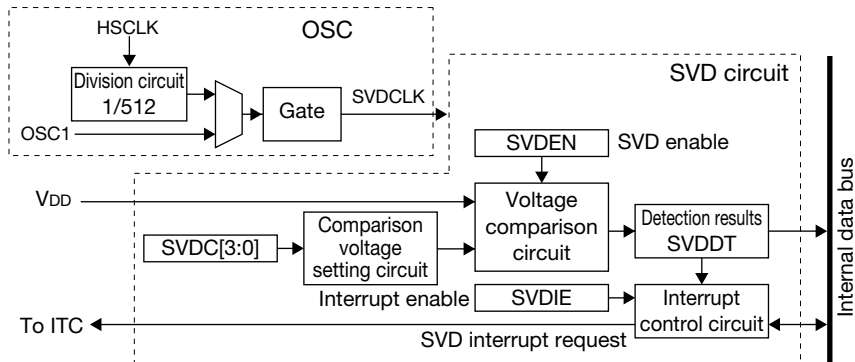 HSCLK
OSC
Division circuit
1/512
Gate
SVDCLK
OSC1
SVD circuit
SVDEN
SVD enable
VDD
Voltage
comparison
circuit
Comparison
voltage
setting circuit
SVDC[3:0]
Detection results
SVDDT
Interrupt enable
SVDIE
Interrupt
control circuit
To ITC
SVD interrupt request
Internal data bus